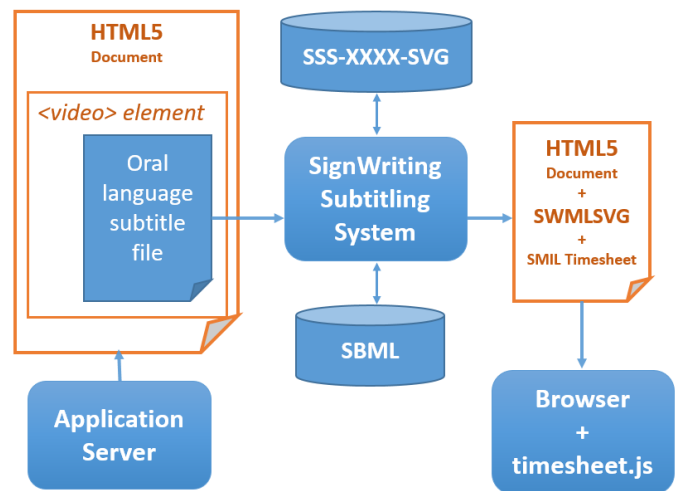 HTML5
Document
<video> element
Oral
language
subtitle
file
Application
Server
SSS-XXXX-SVG
SignWriting
Subtitling
System
SBML
HTML5
Document
+
SWMLSVG
+
SMIL Timesheet
Browser
+
timesheet.js